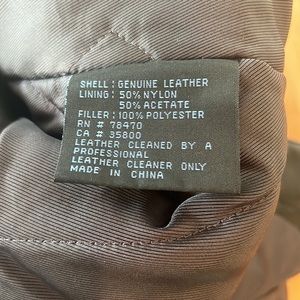 SHELL: GENUINE LEATHER
LINING: 50% NYLON
50% ACETATE
FILLER: 100% POLYESTER
RN # 78470
CA # 35800
LEATHER CLEANED BY A
PROFESSIONAL
LEATHER CLEANER ONLY
MADE IN CHINA